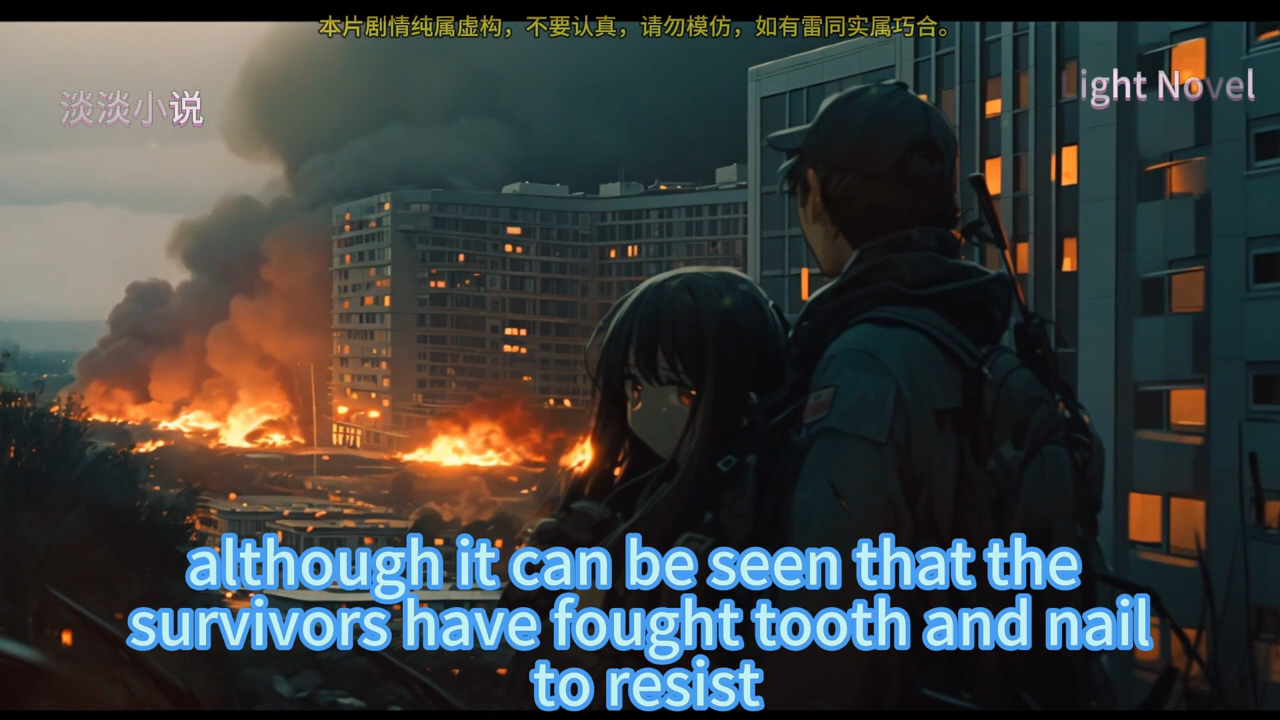 本片剧情纯属虚构，不要认真，请勿模仿，如有雷同实属巧合。
淡淡小说
Light Novel
although it can be seen that the
survivors have fought tooth and nail
to resist